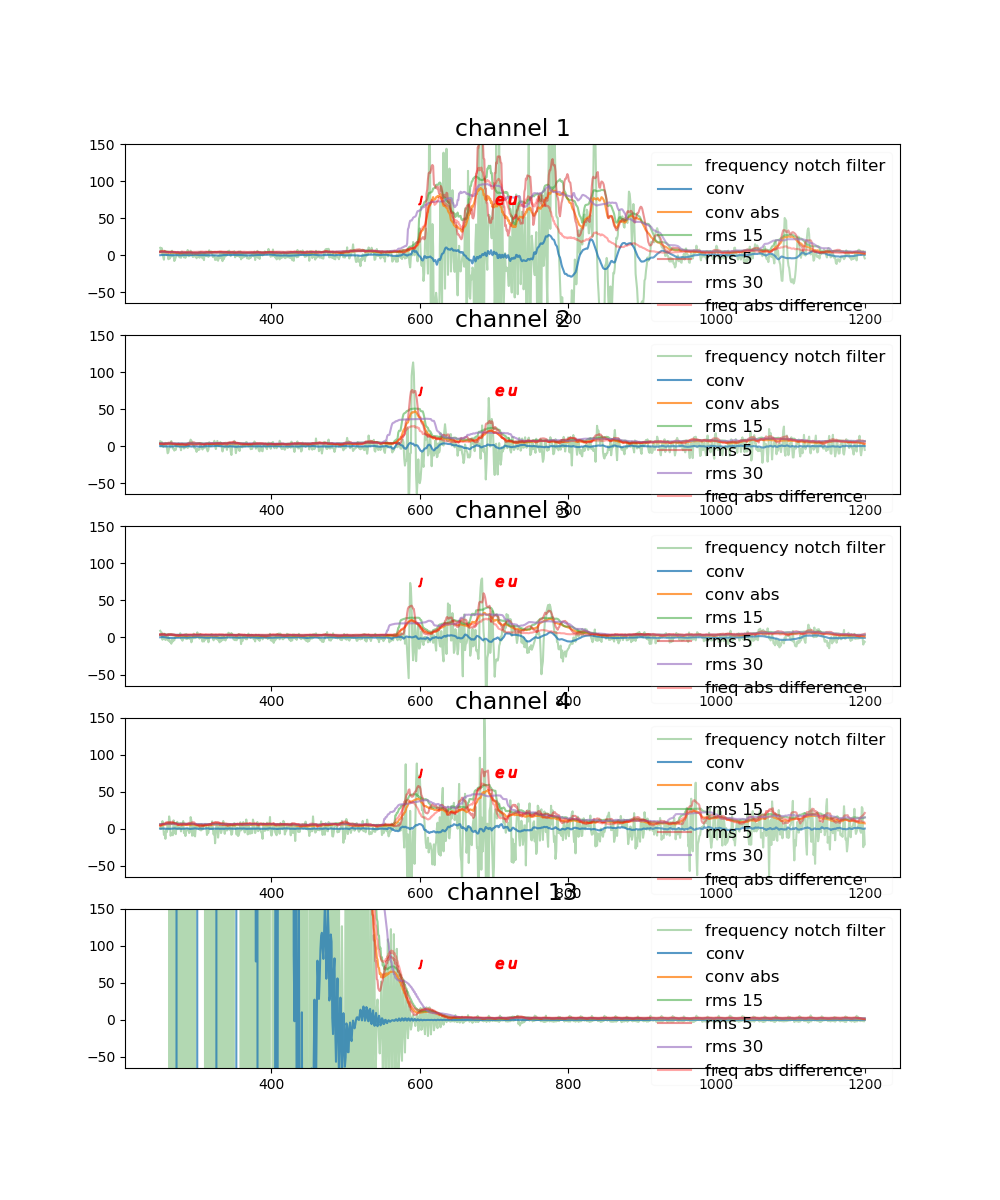 channel 1
150
100
50
0
−50
400 600 800 1000 1200
ɹ e u
frequency notch filter
conv
conv abs
rms 15
rms 5
rms 30
freq abs difference
channel 2
150
100
50
0
−50
400 600 800 1000 1200
ɹ e u
frequency notch filter
conv
conv abs
rms 15
rms 5
rms 30
freq abs difference
channel 3
150
100
50
0
−50
400 600 800 1000 1200
ɹ e u
frequency notch filter
conv
conv abs
rms 15
rms 5
rms 30
freq abs difference
channel 4
150
100
50
0
−50
400 600 800 1000 1200
ɹ e u
frequency notch filter
conv
conv abs
rms 15
rms 5
rms 30
freq abs difference
channel 13
150
100
50
0
−50
400 600 800 1000 1200
ɹ e u
frequency notch filter
conv
conv abs
rms 15
rms 5
rms 30
freq abs difference